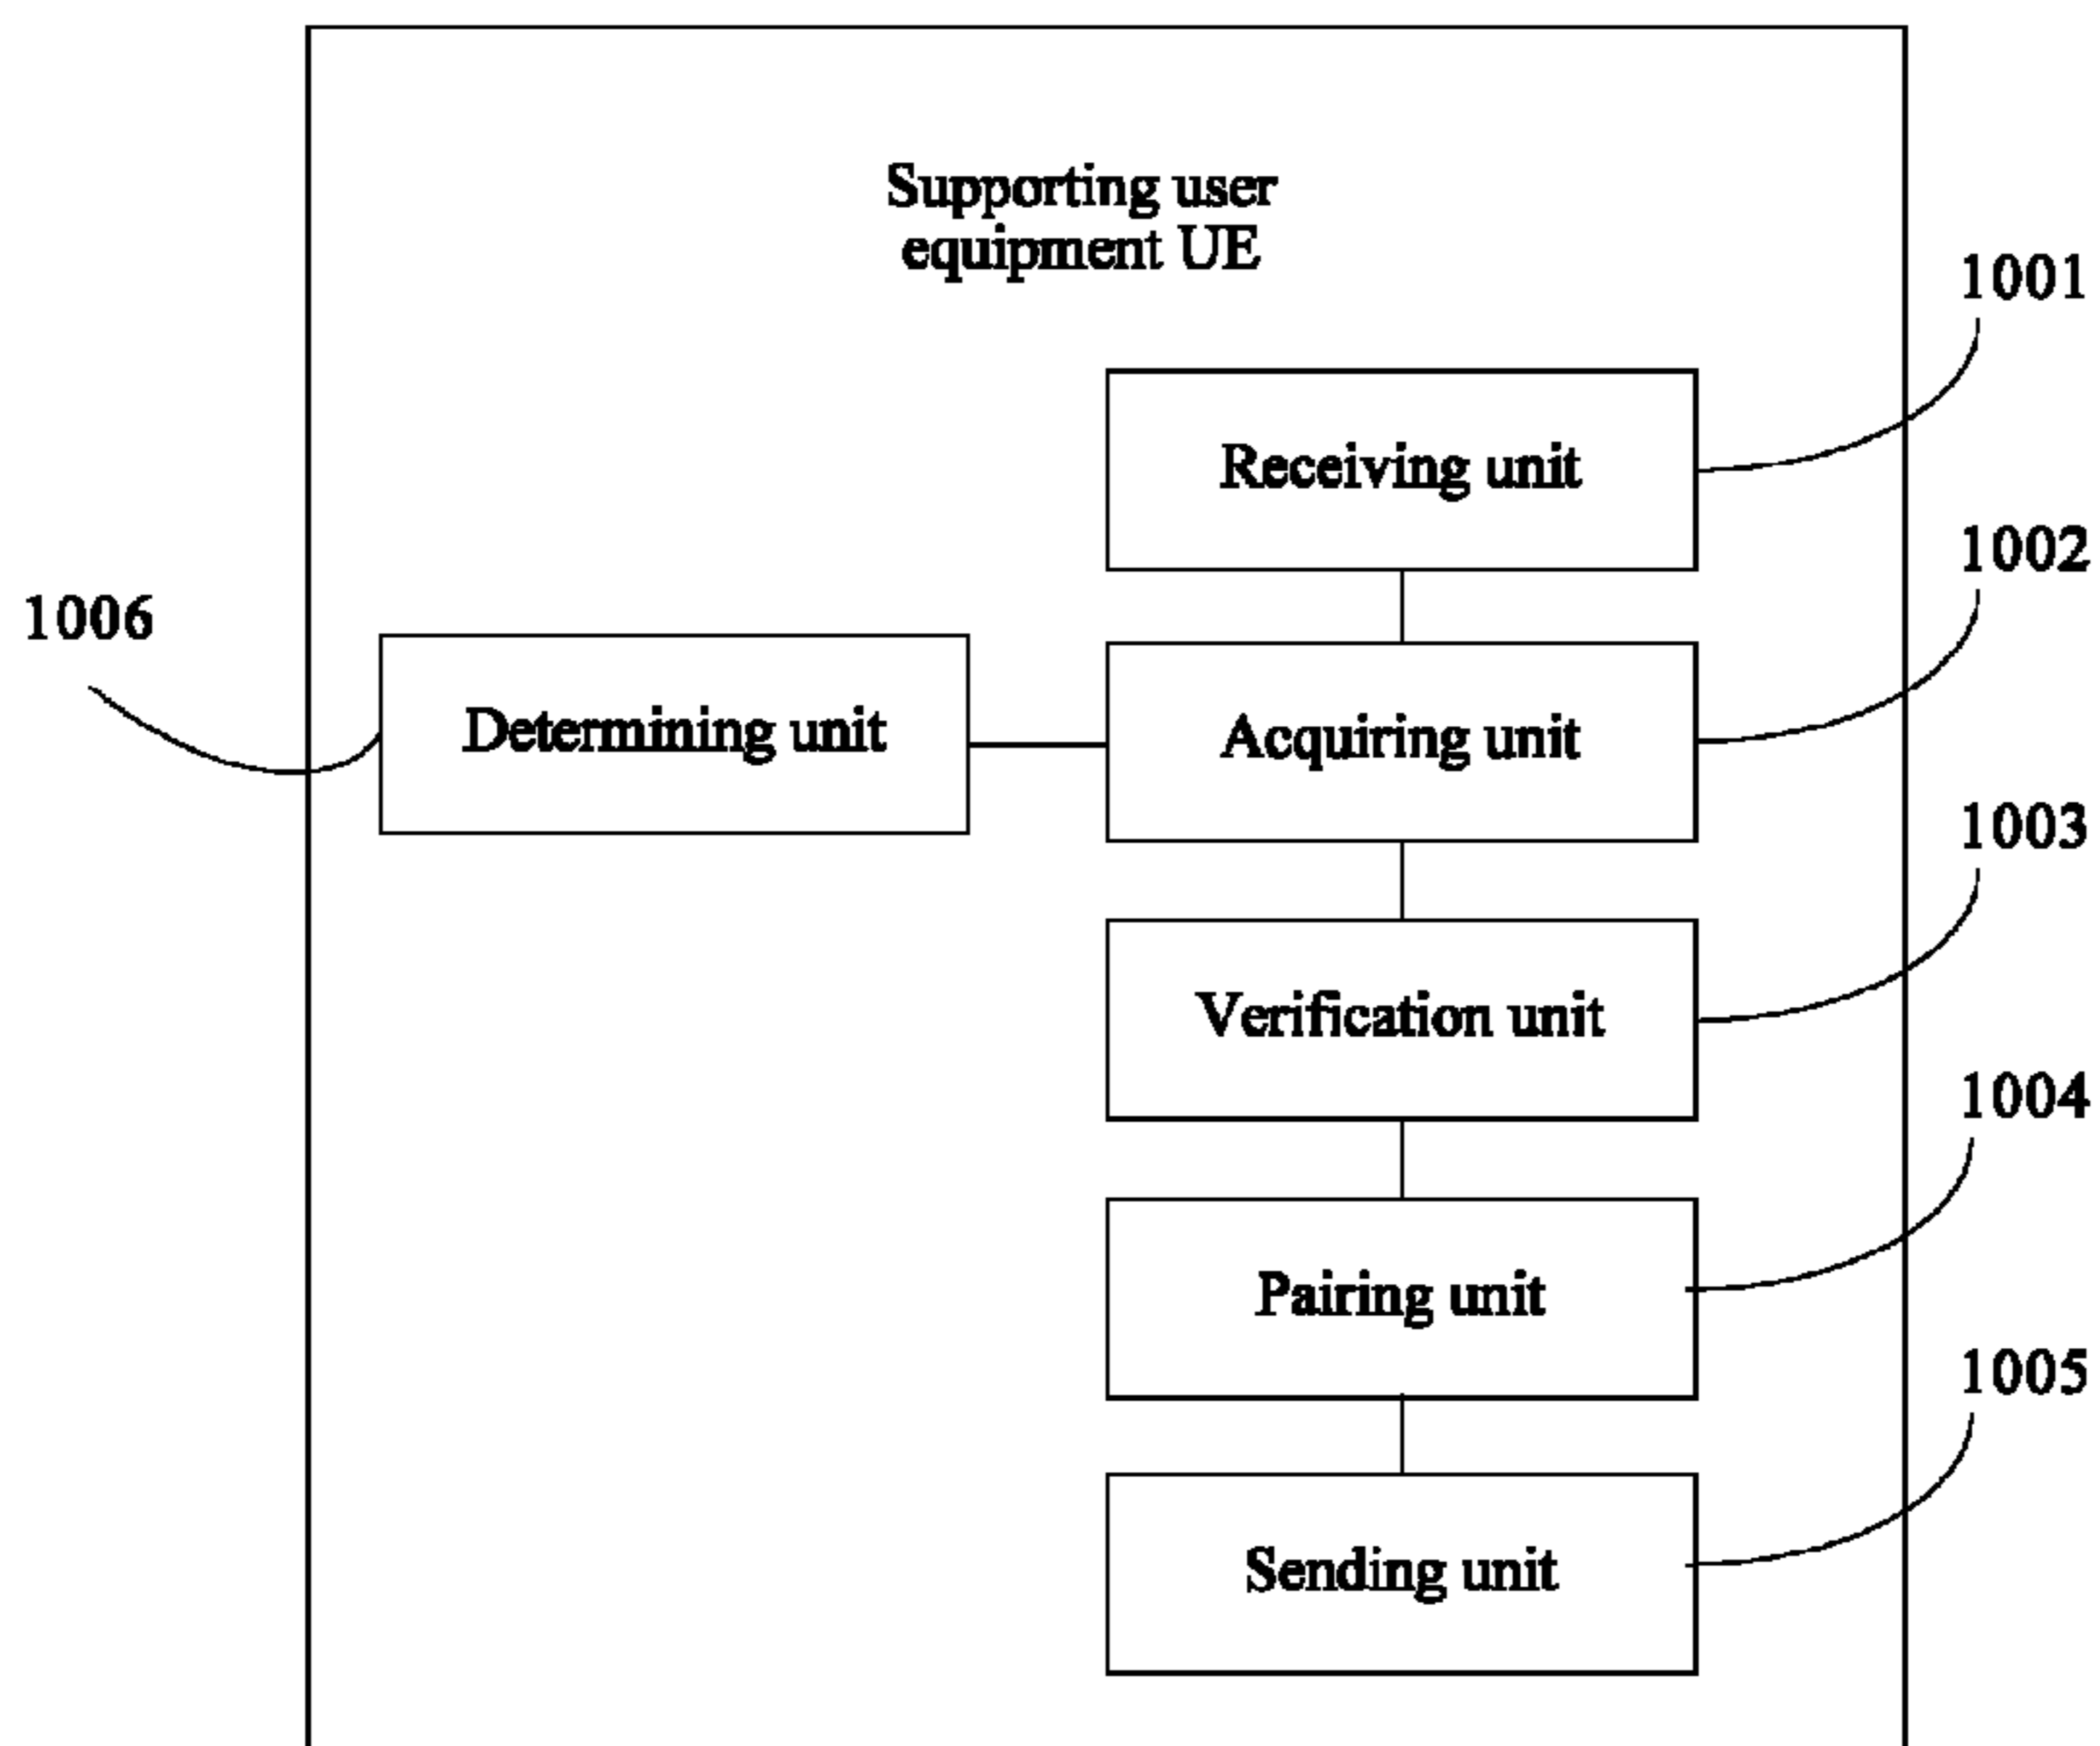 Supporting user
equipment UE
1001
Receiving unit
1002
1006
Determining unit
Acquiring unit
1003
Verification unit
1004
Pairing unit
1005
Sending unit